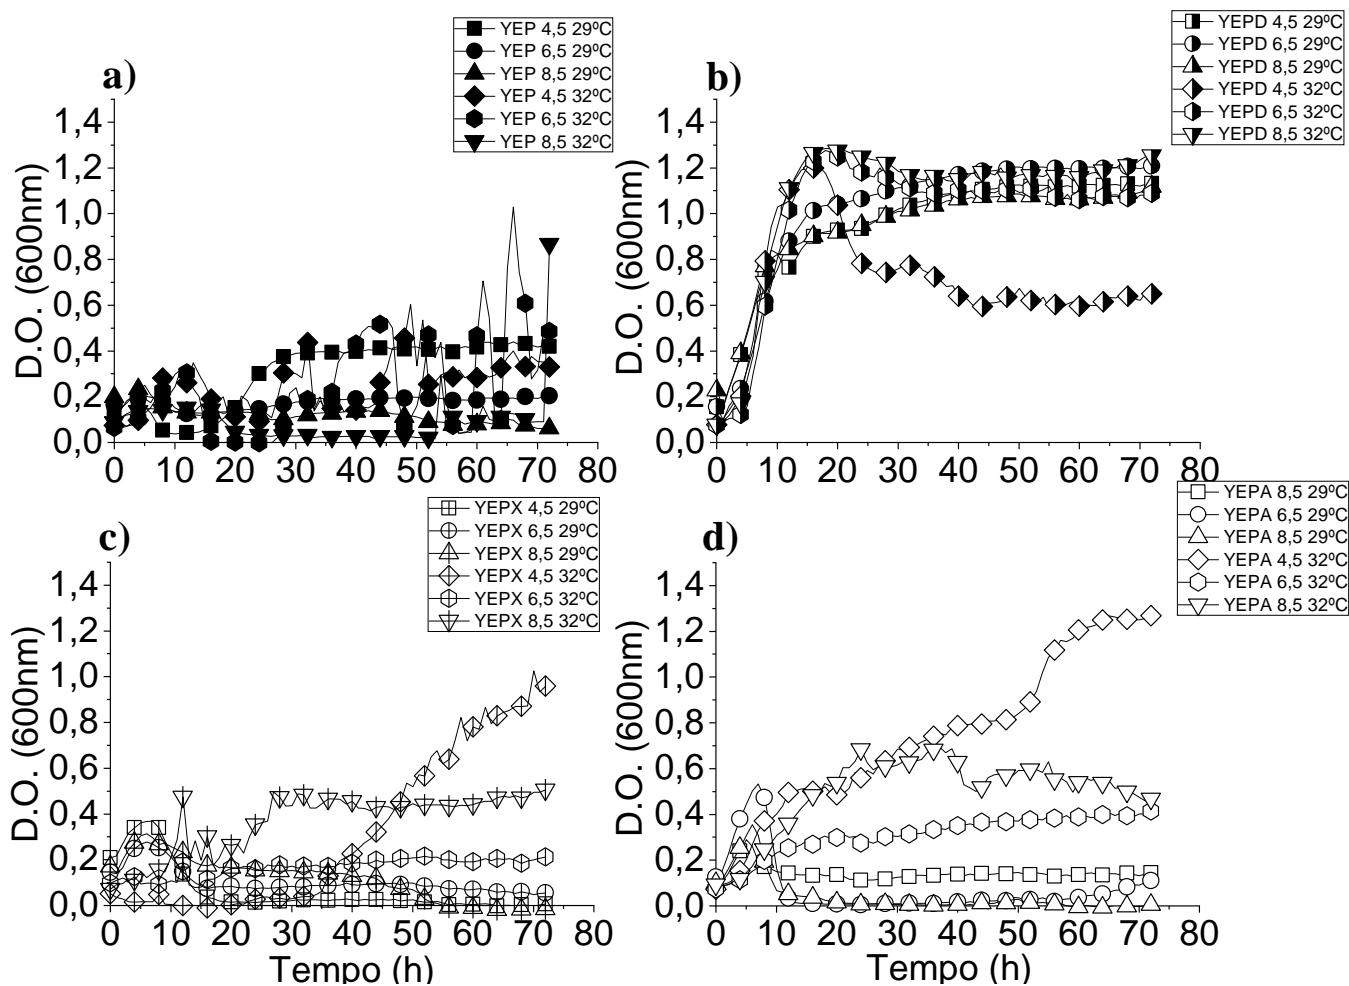 a)
YEP 4,5 29ºC
YEP 6,5 29ºC
YEP 8,5 29ºC
YEP 4,5 32ºC
YEP 6,5 32ºC
YEP 8,5 32ºC
D.O. (600nm)
1,4
1,2
1,0
0,8
0,6
0,4
0,2
0,0
0 10 20 30 40 50 60 70 80
b)
YEPD 4,5 29ºC
YEPD 6,5 29ºC
YEPD 8,5 29ºC
YEPD 4,5 32ºC
YEPD 6,5 32ºC
YEPD 8,5 32ºC
D.O. (600nm)
1,4
1,2
1,0
0,8
0,6
0,4
0,2
0,0
0 10 20 30 40 50 60 70 80
c)
YEPX 4,5 29ºC
YEPX 6,5 29ºC
YEPX 8,5 29ºC
YEPX 4,5 32ºC
YEPX 6,5 32ºC
YEPX 8,5 32ºC
D.O. (600nm)
1,4
1,2
1,0
0,8
0,6
0,4
0,2
0,0
0 10 20 30 40 50 60 70 80
Tempo (h)
d)
YEPA 8,5 29ºC
YEPA 6,5 29ºC
YEPA 8,5 29ºC
YEPA 4,5 32ºC
YEPA 6,5 32ºC
YEPA 8,5 32ºC
D.O. (600nm)
1,4
1,2
1,0
0,8
0,6
0,4
0,2
0,0
0 10 20 30 40 50 60 70 80
Tempo (h)